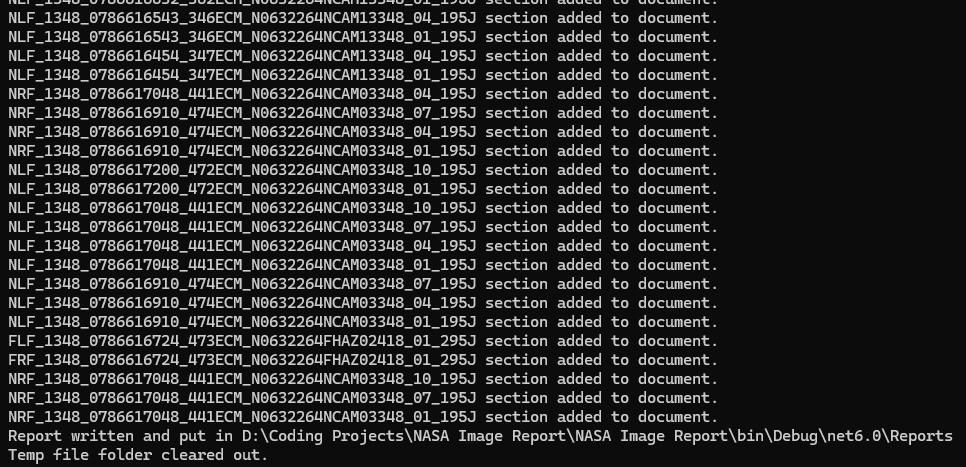 NLF_1348_0786616543_346ECM_N0632264NCAM13348_04_195J section added to document.
NLF_1348_0786616543_346ECM_N0632264NCAM13348_01_195J section added to document.
NLF_1348_0786616454_347ECM_N0632264NCAM13348_04_195J section added to document.
NLF_1348_0786616454_347ECM_N0632264NCAM13348_01_195J section added to document.
NRF_1348_0786617048_441ECM_N0632264NCAM03348_04_195J section added to document.
NRF_1348_0786616910_474ECM_N0632264NCAM03348_07_195J section added to document.
NRF_1348_0786616910_474ECM_N0632264NCAM03348_04_195J section added to document.
NRF_1348_0786616910_474ECM_N0632264NCAM03348_01_195J section added to document.
NLF_1348_0786617200_472ECM_N0632264NCAM03348_10_195J section added to document.
NLF_1348_0786617200_472ECM_N0632264NCAM03348_01_195J section added to document.
NLF_1348_0786617048_441ECM_N0632264NCAM03348_10_195J section added to document.
NLF_1348_0786617048_441ECM_N0632264NCAM03348_07_195J section added to document.
NLF_1348_0786617048_441ECM_N0632264NCAM03348_04_195J section added to document.
NLF_1348_0786617048_441ECM_N0632264NCAM03348_01_195J section added to document.
NLF_1348_0786616910_474ECM_N0632264NCAM03348_07_195J section added to document.
NLF_1348_0786616910_474ECM_N0632264NCAM03348_04_195J section added to document.
NLF_1348_0786616910_474ECM_N0632264NCAM03348_01_195J section added to document.
FLF_1348_0786616724_473ECM_N0632264FHAZ02418_01_295J section added to document.
FRF_1348_0786616724_473ECM_N0632264FHAZ02418_01_295J section added to document.
NRF_1348_0786617048_441ECM_N0632264NCAM03348_10_195J section added to document.
NRF_1348_0786617048_441ECM_N0632264NCAM03348_07_195J section added to document.
NRF_1348_0786617048_441ECM_N0632264NCAM03348_01_195J section added to document.
Report written and put in D:\Coding Projects\NASA Image Report\NASA Image Report\bin\Debug\net6.0\Reports
Temp file folder cleared out.